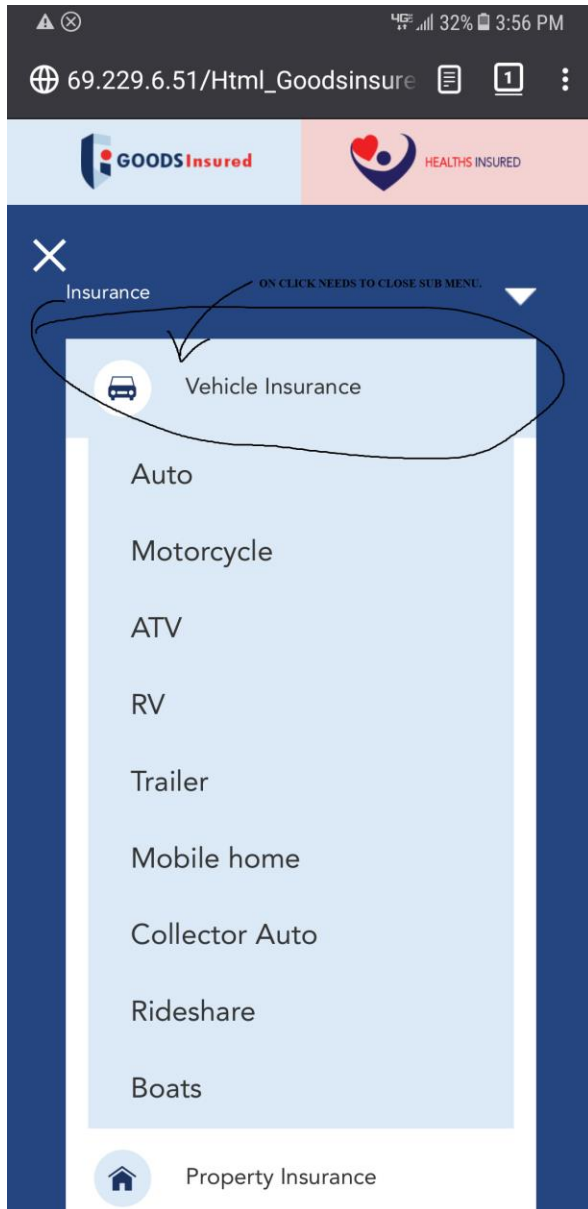 4GE 32% 3:56 PM
69.229.6.51/Html_Goodsinsure 1
GOODSInsured HEALTHS INSURED
Insurance ON CLICK NEEDS TO CLOSE SUB MENU.
Vehicle Insurance
Auto
Motorcycle
ATV
RV
Trailer
Mobile home
Collector Auto
Rideshare
Boats
Property Insurance